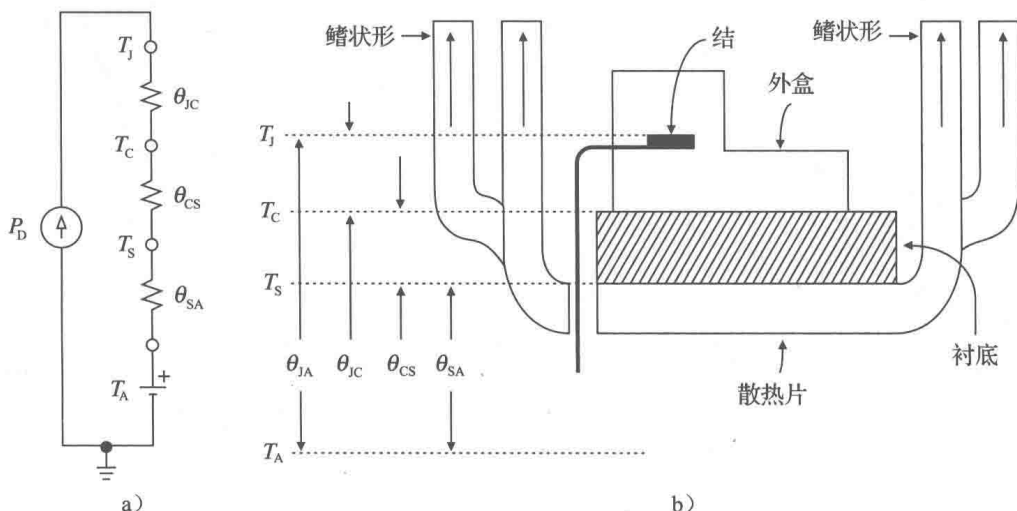 T_J
θ_JC
T_C
θ_CS
P_D
T_S
θ_SA
T_A
+
a）
鳍状形
结
鳍状形
外盒
T_J
T_C
T_S
θ_JA
θ_JC
θ_CS
θ_SA
衬底
散热片
T_A
b）